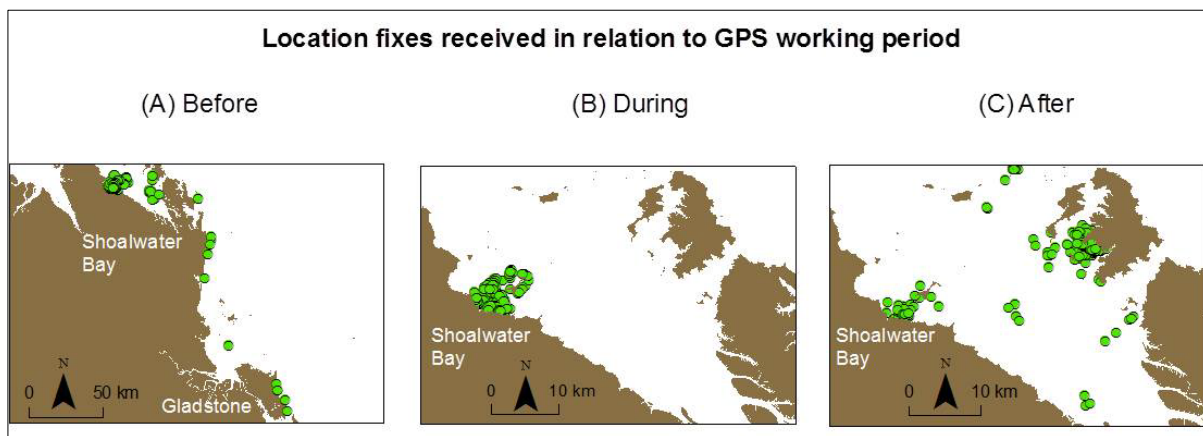 Location fixes received in relation to GPS working period
(A) Before
(B) During
(C) After
Shoalwater
Bay
N
0 50 km
Gladstone
Shoalwater
Bay
N
0 10 km
Shoalwater
Bay
N
0 10 km